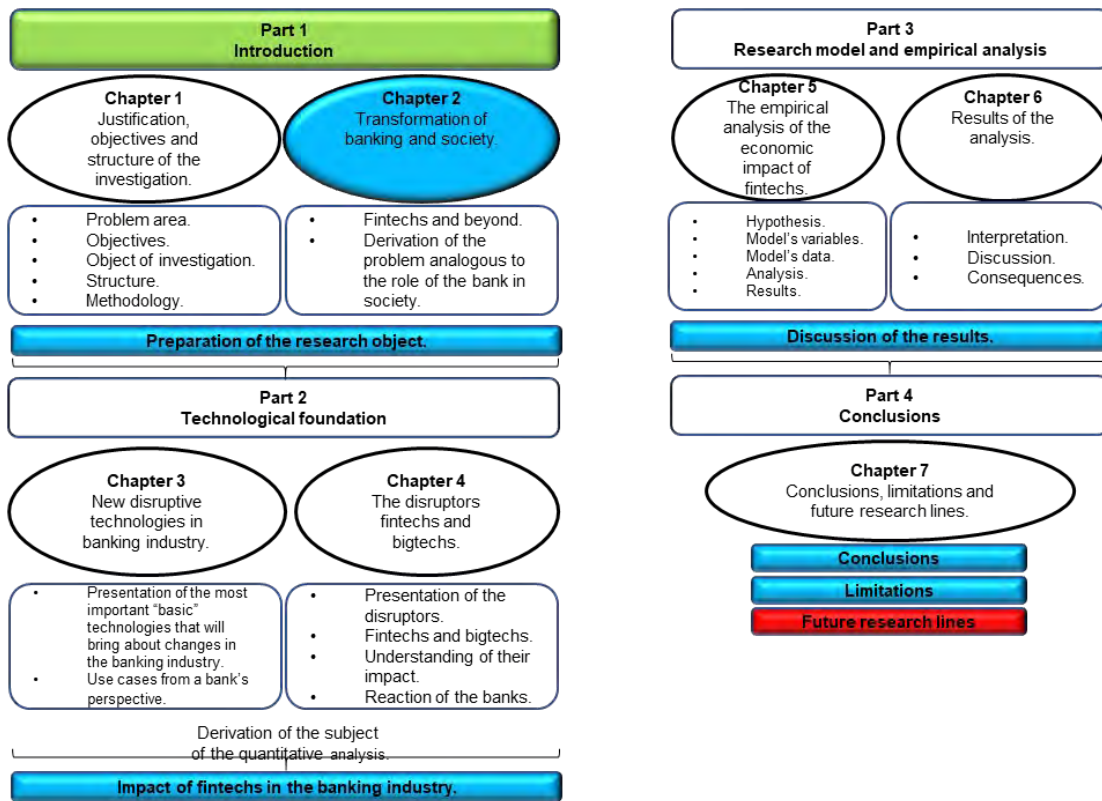 Part 1
Introduction
Chapter 1
Justification,
objectives and
structure of the
investigation.
Chapter 2
Transformation of
banking and society.
• Problem area.
• Objectives.
• Object of investigation.
• Structure.
• Methodology.
• Fintechs and beyond.
• Derivation of the
problem analogous to
the role of the bank in
society.
Preparation of the research object.
Part 2
Technological foundation
Chapter 3
New disruptive
technologies in
banking industry.
Chapter 4
The disruptors
fintechs and
bigtechs.
• Presentation of the most
important “basic”
technologies that will
bring about changes in
the banking industry.
• Use cases from a bank’s
perspective.
• Presentation of the
disruptors.
• Fintechs and bigtechs.
• Understanding of their
impact.
• Reaction of the banks.
Derivation of the subject
of the quantitative analysis.
Impact of fintechs in the banking industry.
Part 3
Research model and empirical analysis
Chapter 5
The empirical
analysis of the
economic
impact of
fintechs.
Chapter 6
Results of the
analysis.
• Hypothesis.
• Model’s variables.
• Model’s data.
• Analysis.
• Results.
• Interpretation.
• Discussion.
• Consequences.
Discussion of the results.
Part 4
Conclusions
Chapter 7
Conclusions, limitations and
future research lines.
Conclusions
Limitations
Future research lines